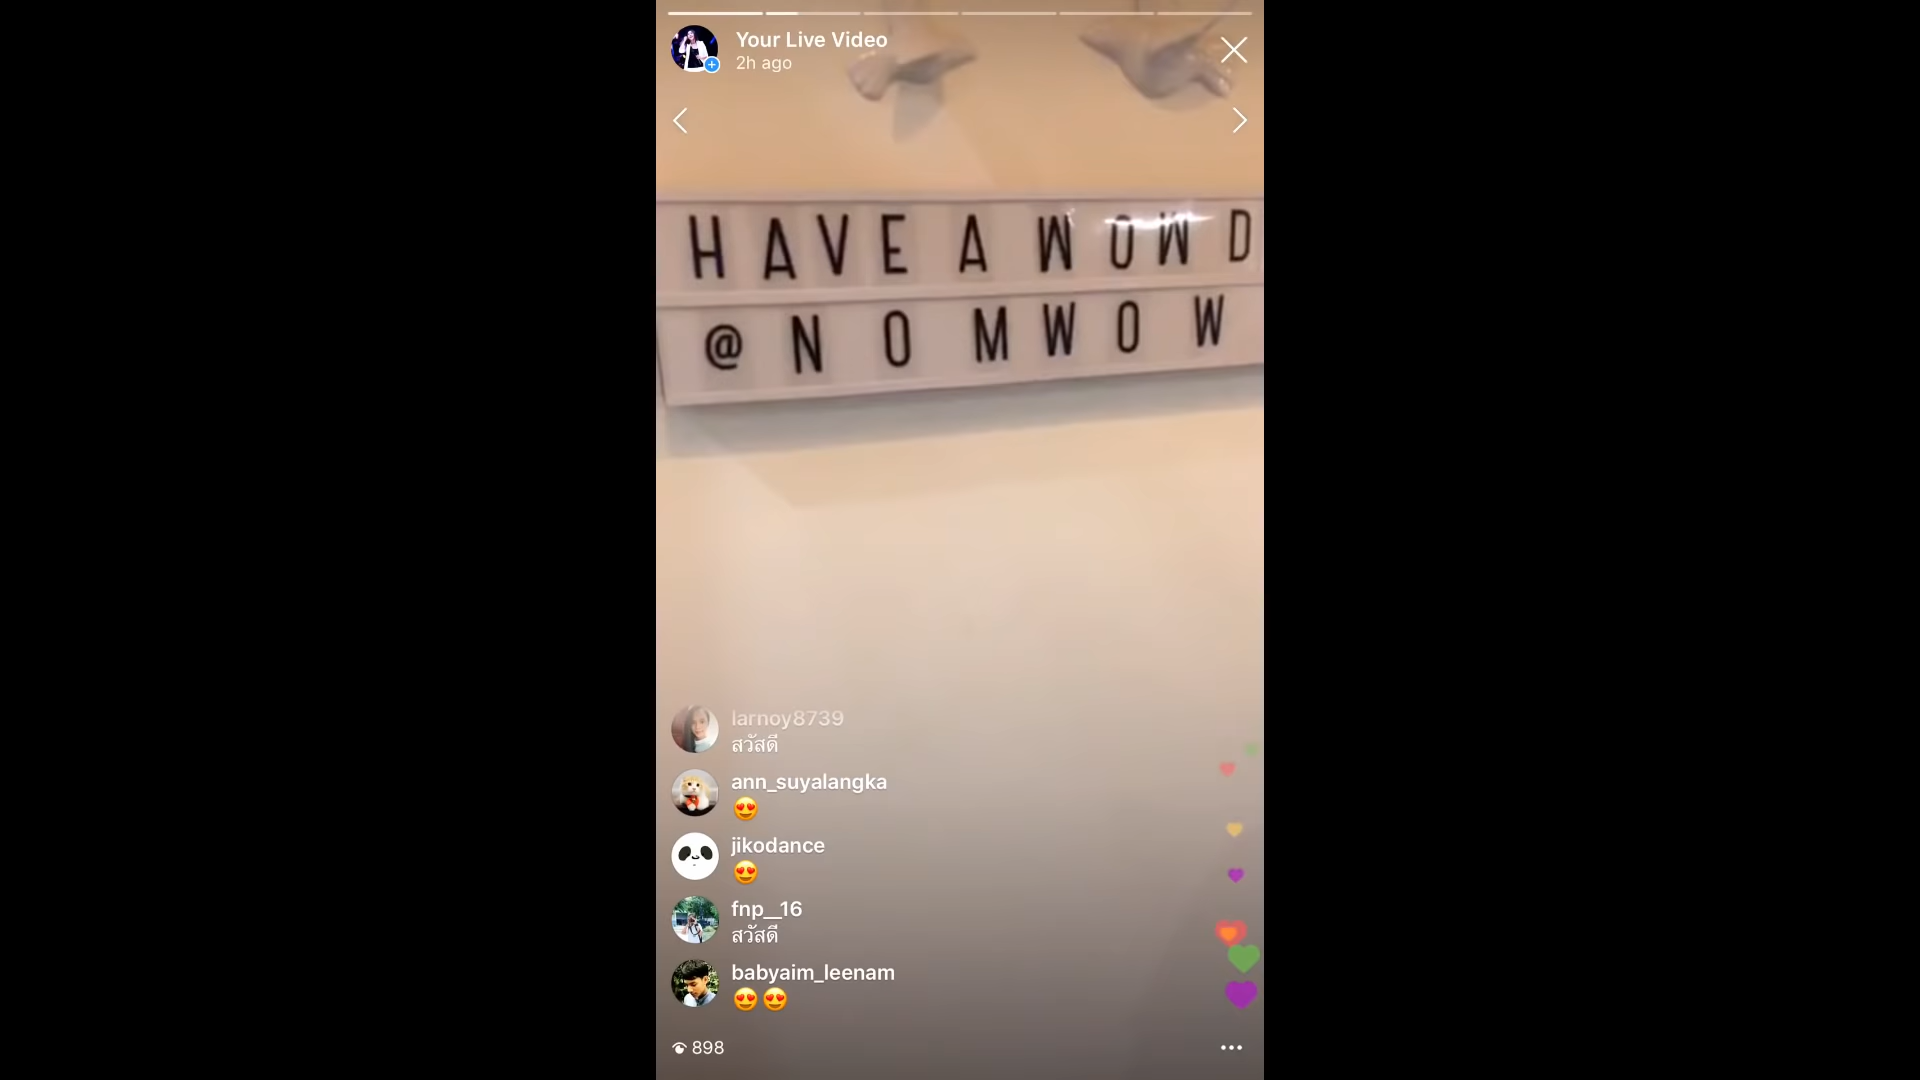 Your Live Video
2h ago
HAVE A WOW D
@NOMWOW
larnoy8739
สวัสดี
ann_suyalangka
😍
jikodance
😍
fnp__16
สวัสดี
babyaim_leenam
😍😍
898